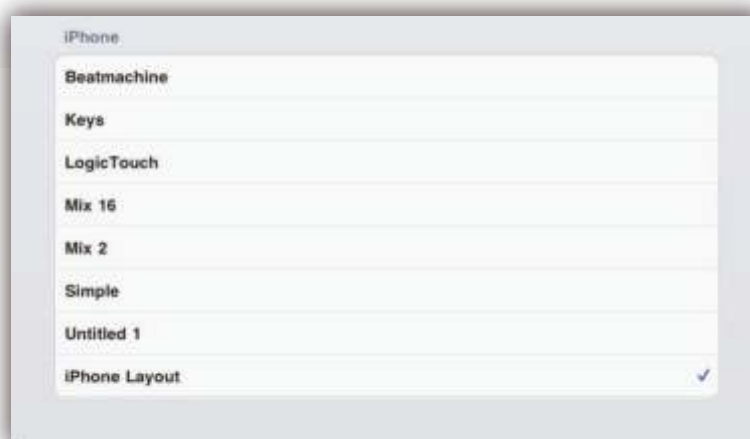 iPhone
Beatmachine
Keys
LogicTouch
Mix 16
Mix 2
Simple
Untitled 1
iPhone Layout